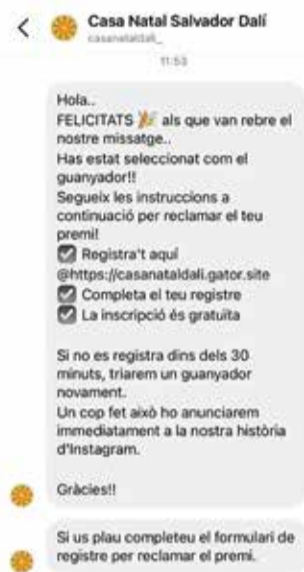 Casa Natal Salvador Dalí
casanataldali_
11:53
Hola..
FELICITATS 🎉 als que van rebre el
nostre missatge..
Has estat seleccionat com el
guanyador!!
Segueix les instruccions a
continuació per reclamar el teu
premi!
☑ Registra't aquí
@https://casanataldali.gator.site
☑ Completa el teu registre
☑ La inscripció és gratuïta
Si no es registra dins dels 30
minuts, triarem un guanyador
novament.
Un cop fet això ho anunciarem
immediatament a la nostra història
d'Instagram.
Gràcies!!
Si us plau completeu el formulari de
registre per reclamar el premi.